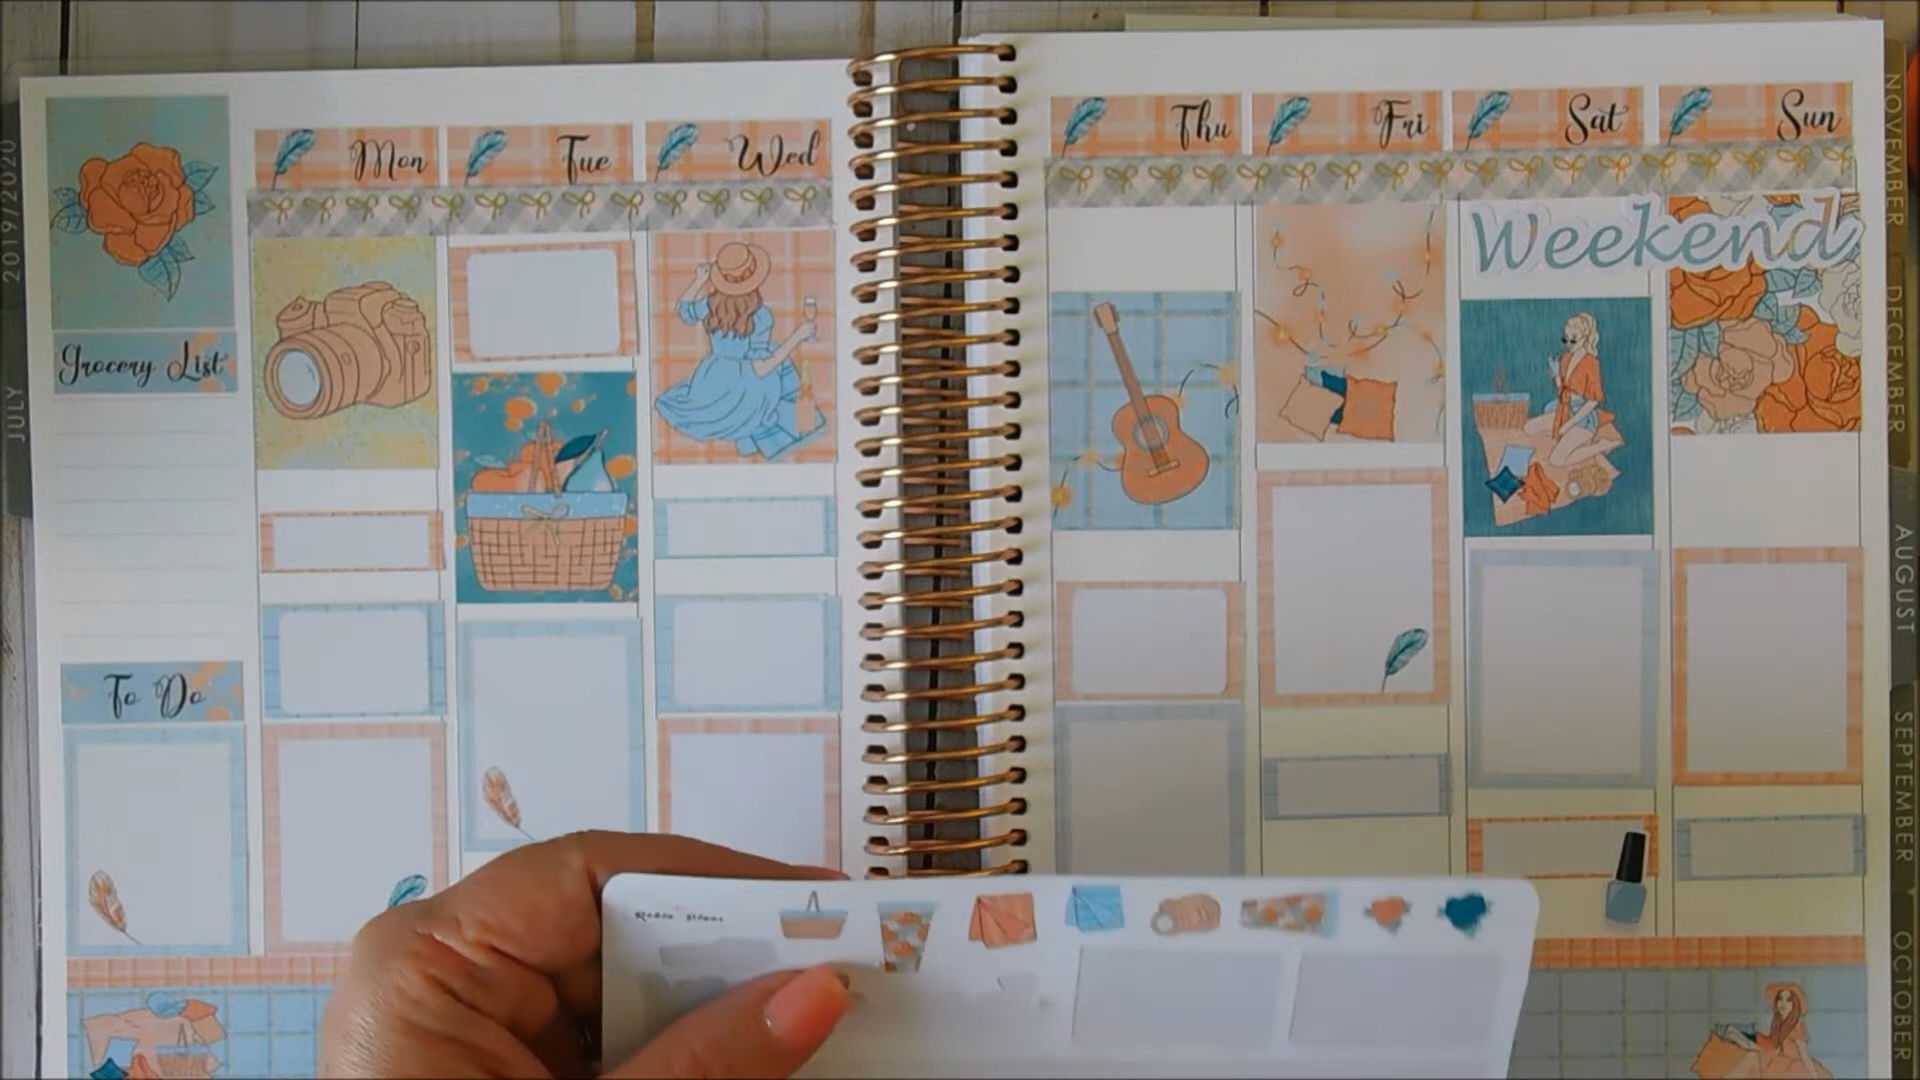 Mon
Tue
Wed
Thu
Fri
Sat
Sun
Weekend
Grocery List
To Do
2019/2020
JULY
NOVEMBER
DECEMBER
AUGUST
SEPTEMBER
OCTOBER